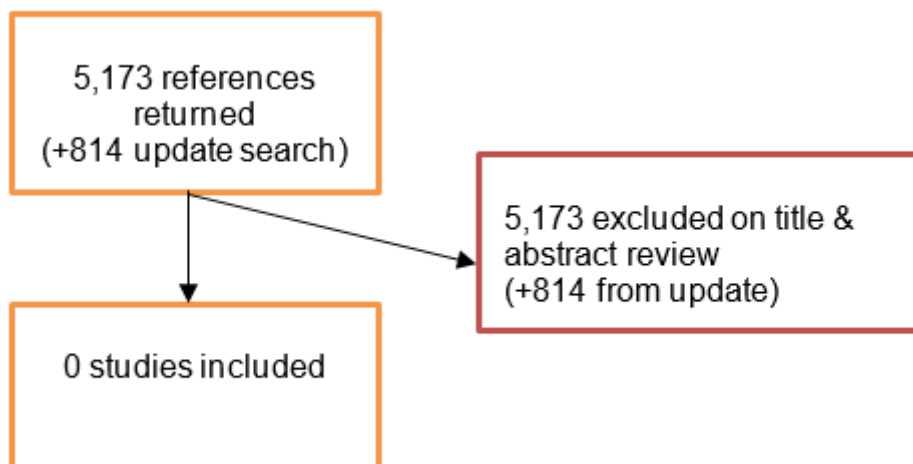 5,173 references
returned
(+814 update search)
5,173 excluded on title &
abstract review
(+814 from update)
0 studies included